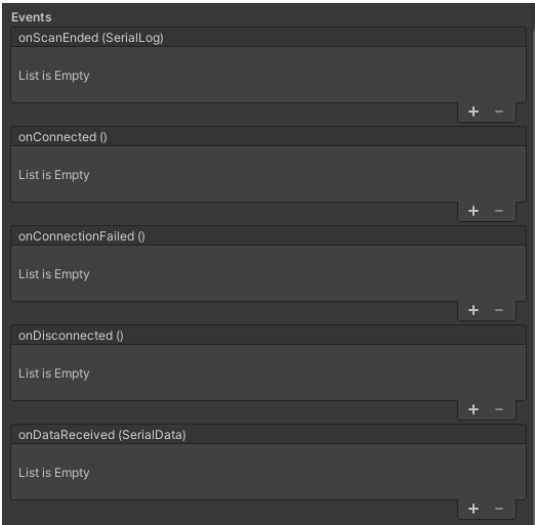 Events
onScanEnded (SerialLog)
List is Empty
+ −
onConnected ()
List is Empty
+ −
onConnectionFailed ()
List is Empty
+ −
onDisconnected ()
List is Empty
+ −
onDataReceived (SerialData)
List is Empty
+ −